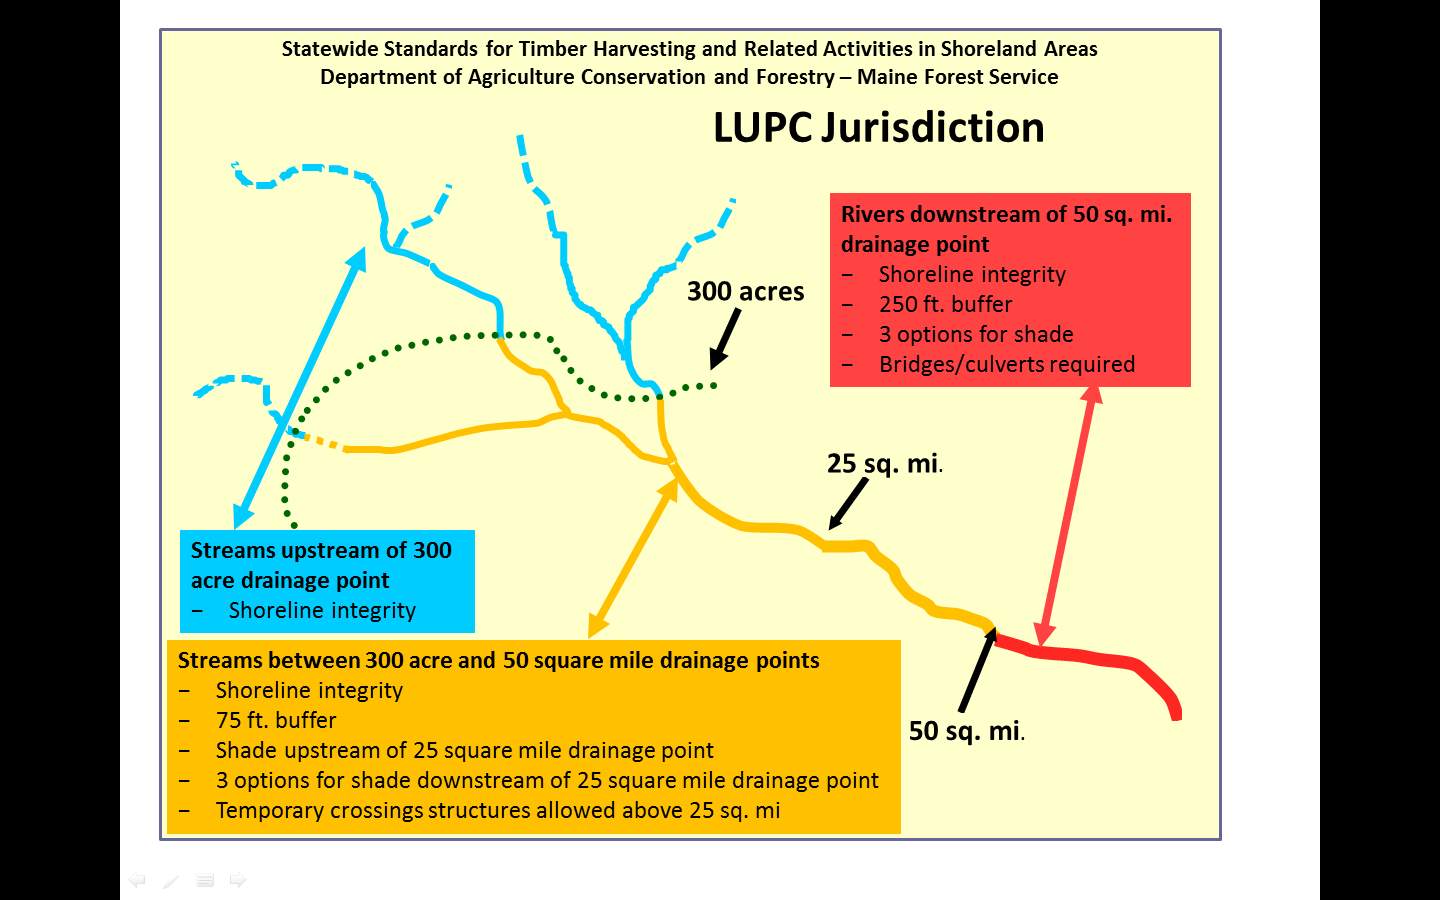 Statewide Standards for Timber Harvesting and Related Activities in Shoreland Areas
Department of Agriculture Conservation and Forestry – Maine Forest Service
LUPC Jurisdiction
Rivers downstream of 50 sq. mi.
drainage point
– Shoreline integrity
– 250 ft. buffer
– 3 options for shade
– Bridges/culverts required
300 acres
25 sq. mi.
Streams upstream of 300
acre drainage point
– Shoreline integrity
Streams between 300 acre and 50 square mile drainage points
– Shoreline integrity
– 75 ft. buffer
– Shade upstream of 25 square mile drainage point
– 3 options for shade downstream of 25 square mile drainage point
– Temporary crossings structures allowed above 25 sq. mi
50 sq. mi.